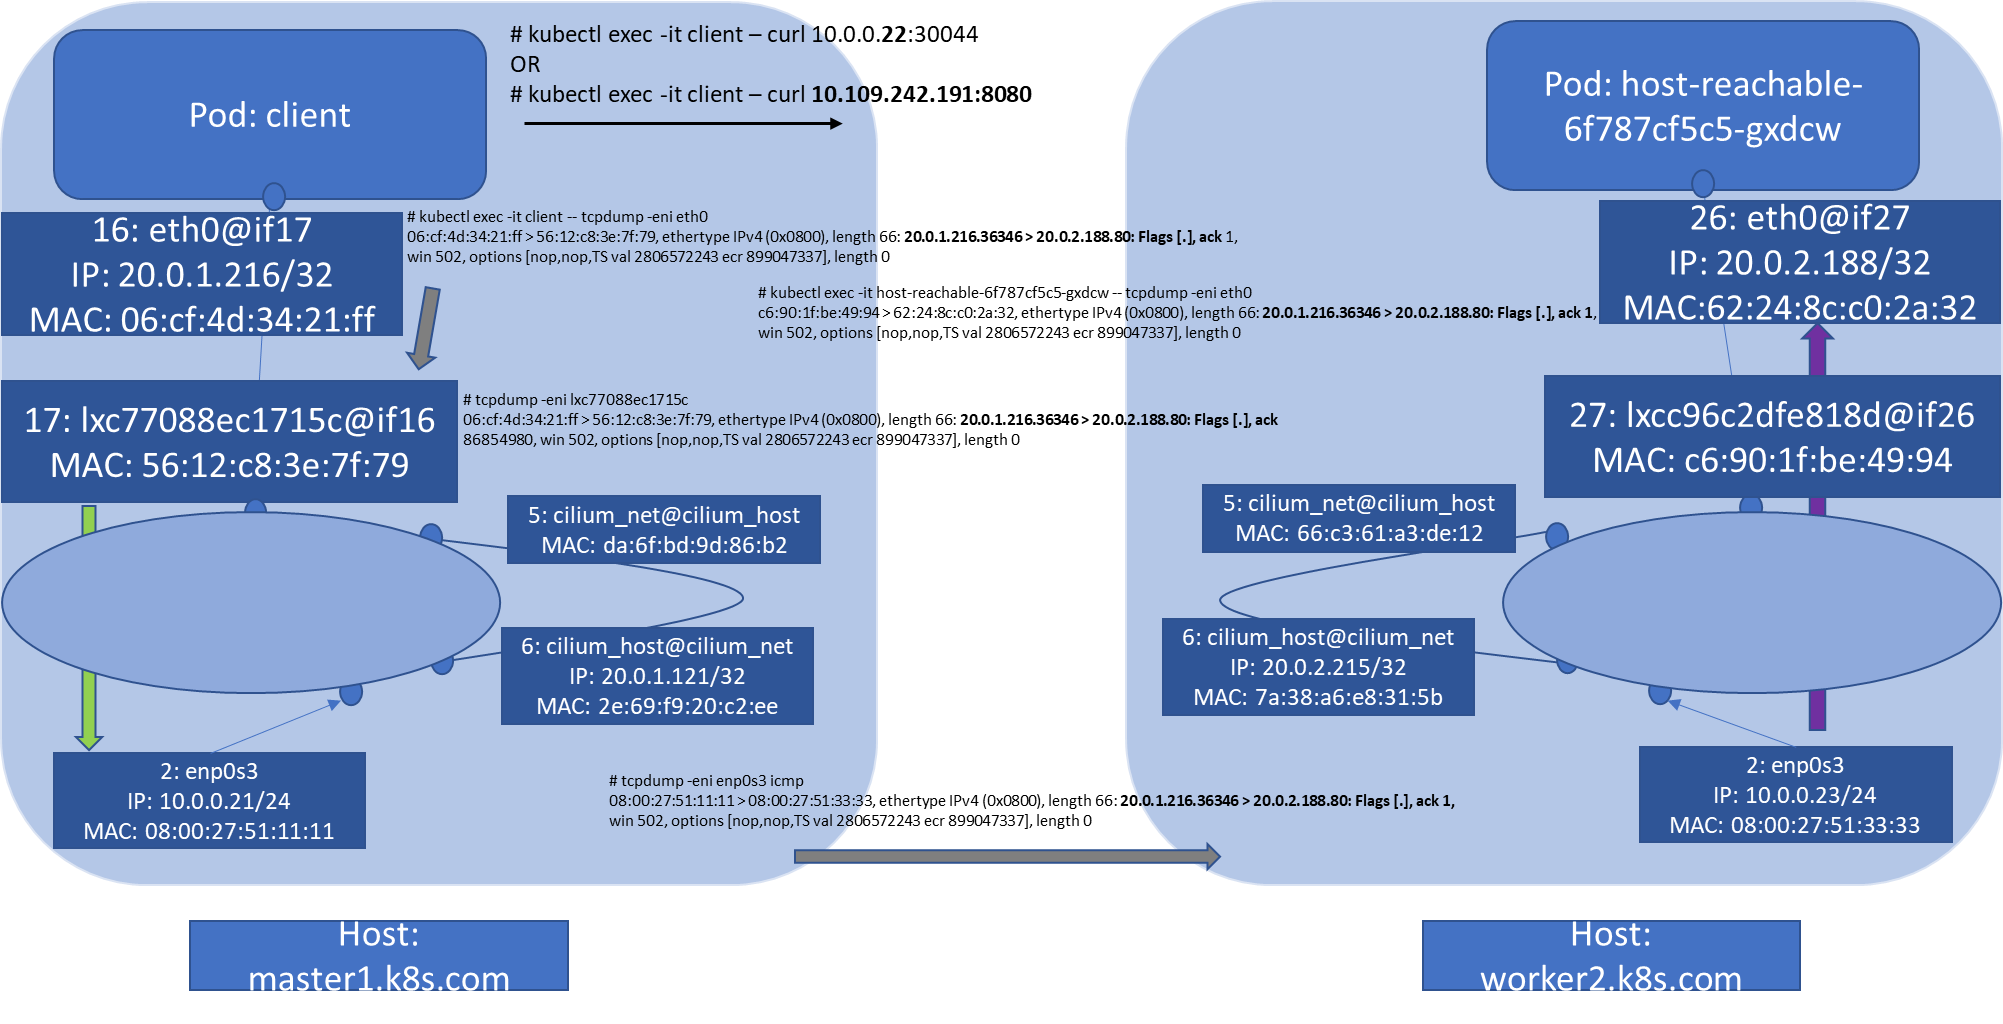 # kubectl exec -it client – curl 10.0.0.22:30044
OR
# kubectl exec -it client – curl 10.109.242.191:8080
Pod: client
Pod: host-reachable-
6f787cf5c5-gxdcw
16: eth0@if17
IP: 20.0.1.216/32
MAC: 06:cf:4d:34:21:ff
# kubectl exec -it client -- tcpdump -eni eth0
06:cf:4d:34:21:ff > 56:12:c8:3e:7f:79, ethertype IPv4 (0x0800), length 66: 20.0.1.216.36346 > 20.0.2.188.80: Flags [.], ack 1,
win 502, options [nop,nop,TS val 2806572243 ecr 899047337], length 0
26: eth0@if27
IP: 20.0.2.188/32
MAC:62:24:8c:c0:2a:32
# kubectl exec -it host-reachable-6f787cf5c5-gxdcw -- tcpdump -eni eth0
c6:90:1f:be:49:94 > 62:24:8c:c0:2a:32, ethertype IPv4 (0x0800), length 66: 20.0.1.216.36346 > 20.0.2.188.80: Flags [.], ack 1,
win 502, options [nop,nop,TS val 2806572243 ecr 899047337], length 0
17: lxc77088ec1715c@if16
MAC: 56:12:c8:3e:7f:79
# tcpdump -eni lxc77088ec1715c
06:cf:4d:34:21:ff > 56:12:c8:3e:7f:79, ethertype IPv4 (0x0800), length 66: 20.0.1.216.36346 > 20.0.2.188.80: Flags [.], ack
86854980, win 502, options [nop,nop,TS val 2806572243 ecr 899047337], length 0
27: lxcc96c2dfe818d@if26
MAC: c6:90:1f:be:49:94
5: cilium_net@cilium_host
MAC: da:6f:bd:9d:86:b2
5: cilium_net@cilium_host
MAC: 66:c3:61:a3:de:12
6: cilium_host@cilium_net
IP: 20.0.1.121/32
MAC: 2e:69:f9:20:c2:ee
6: cilium_host@cilium_net
IP: 20.0.2.215/32
MAC: 7a:38:a6:e8:31:5b
2: enp0s3
IP: 10.0.0.21/24
MAC: 08:00:27:51:11:11
# tcpdump -eni enp0s3 icmp
08:00:27:51:11:11 > 08:00:27:51:33:33, ethertype IPv4 (0x0800), length 66: 20.0.1.216.36346 > 20.0.2.188.80: Flags [.], ack 1,
win 502, options [nop,nop,TS val 2806572243 ecr 899047337], length 0
2: enp0s3
IP: 10.0.0.23/24
MAC: 08:00:27:51:33:33
Host:
master1.k8s.com
Host:
worker2.k8s.com